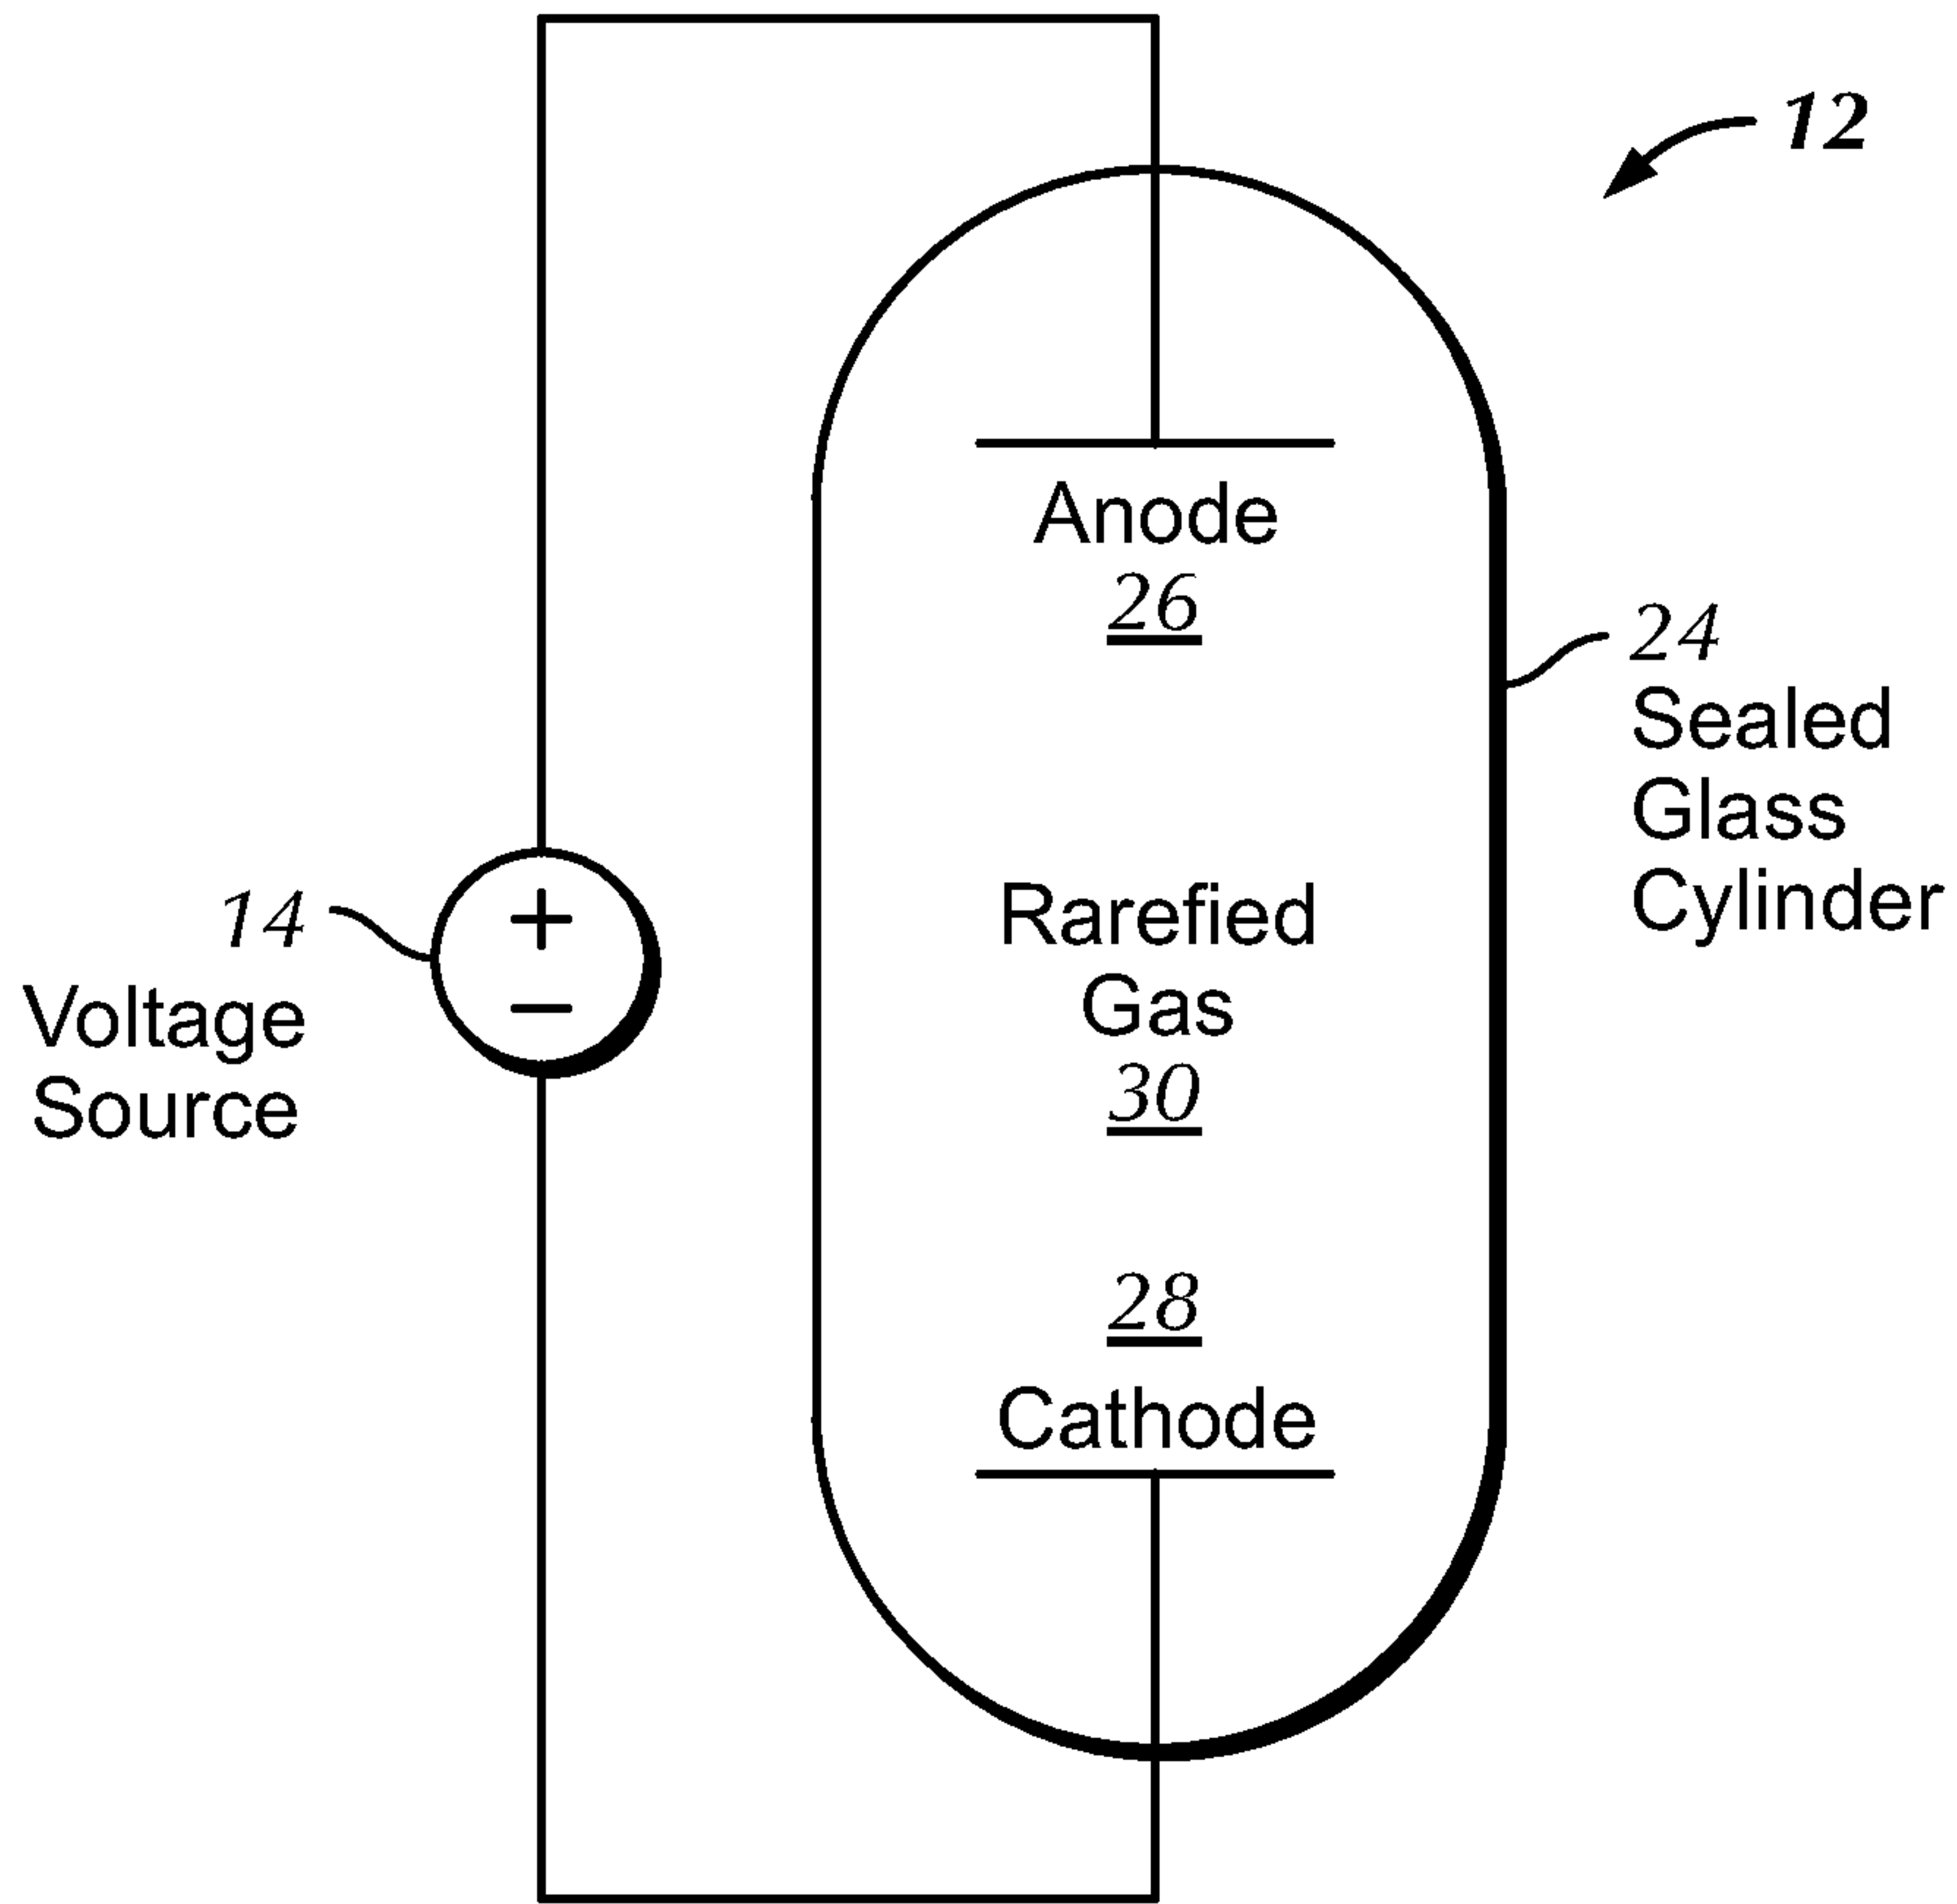 12
Anode
26
24
Sealed
Glass
Cylinder
14
Voltage
Source
+
−
Rarefied
Gas
30
28
Cathode